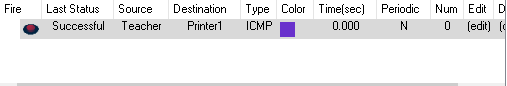 Fire Last Status Source Destination Type Color Time(sec) Periodic Num Edit D
Successful Teacher Printer1 ICMP 0.000 N 0 (edit)